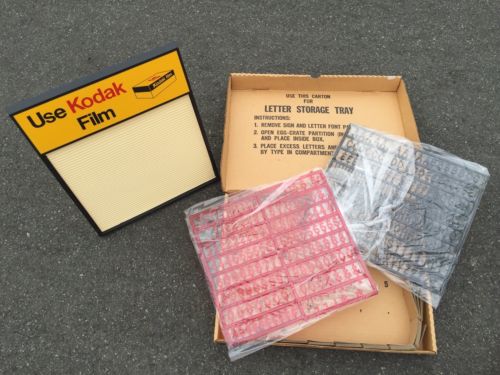 Use Kodak
Film
USE THIS CARTON
FOR
LETTER STORAGE TRAY
INSTRUCTIONS:
1. REMOVE SIGN AND LETTER FONT
2. OPEN EGG-CRATE PARTITION
AND PLACE INSIDE BOX.
3. PLACE EXCESS LETTERS AND
BY TYPE IN COMPARTMENT